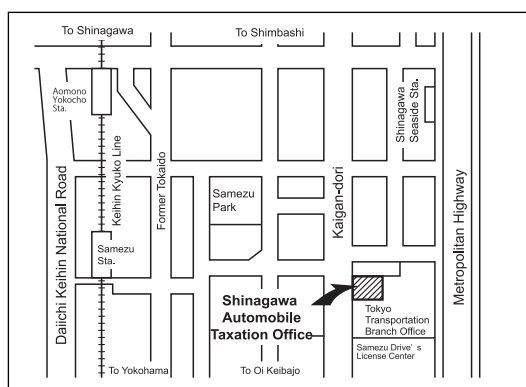 To Shinagawa
To Shimbashi
Aomono
Yokocho
Sta.
Shinagawa
Seaside Sta.
Keihin Kyuko Line
Former Tokaido
Daiichi Keihin National Road
Samezu
Park
Kaigan-dori
Metropolitan Highway
Samezu
Sta.
Shinagawa
Automobile
Taxation Office
Tokyo
Transportation
Branch Office
Samezu Drive's
License Center
To Yokohama
To Oi Keibajo